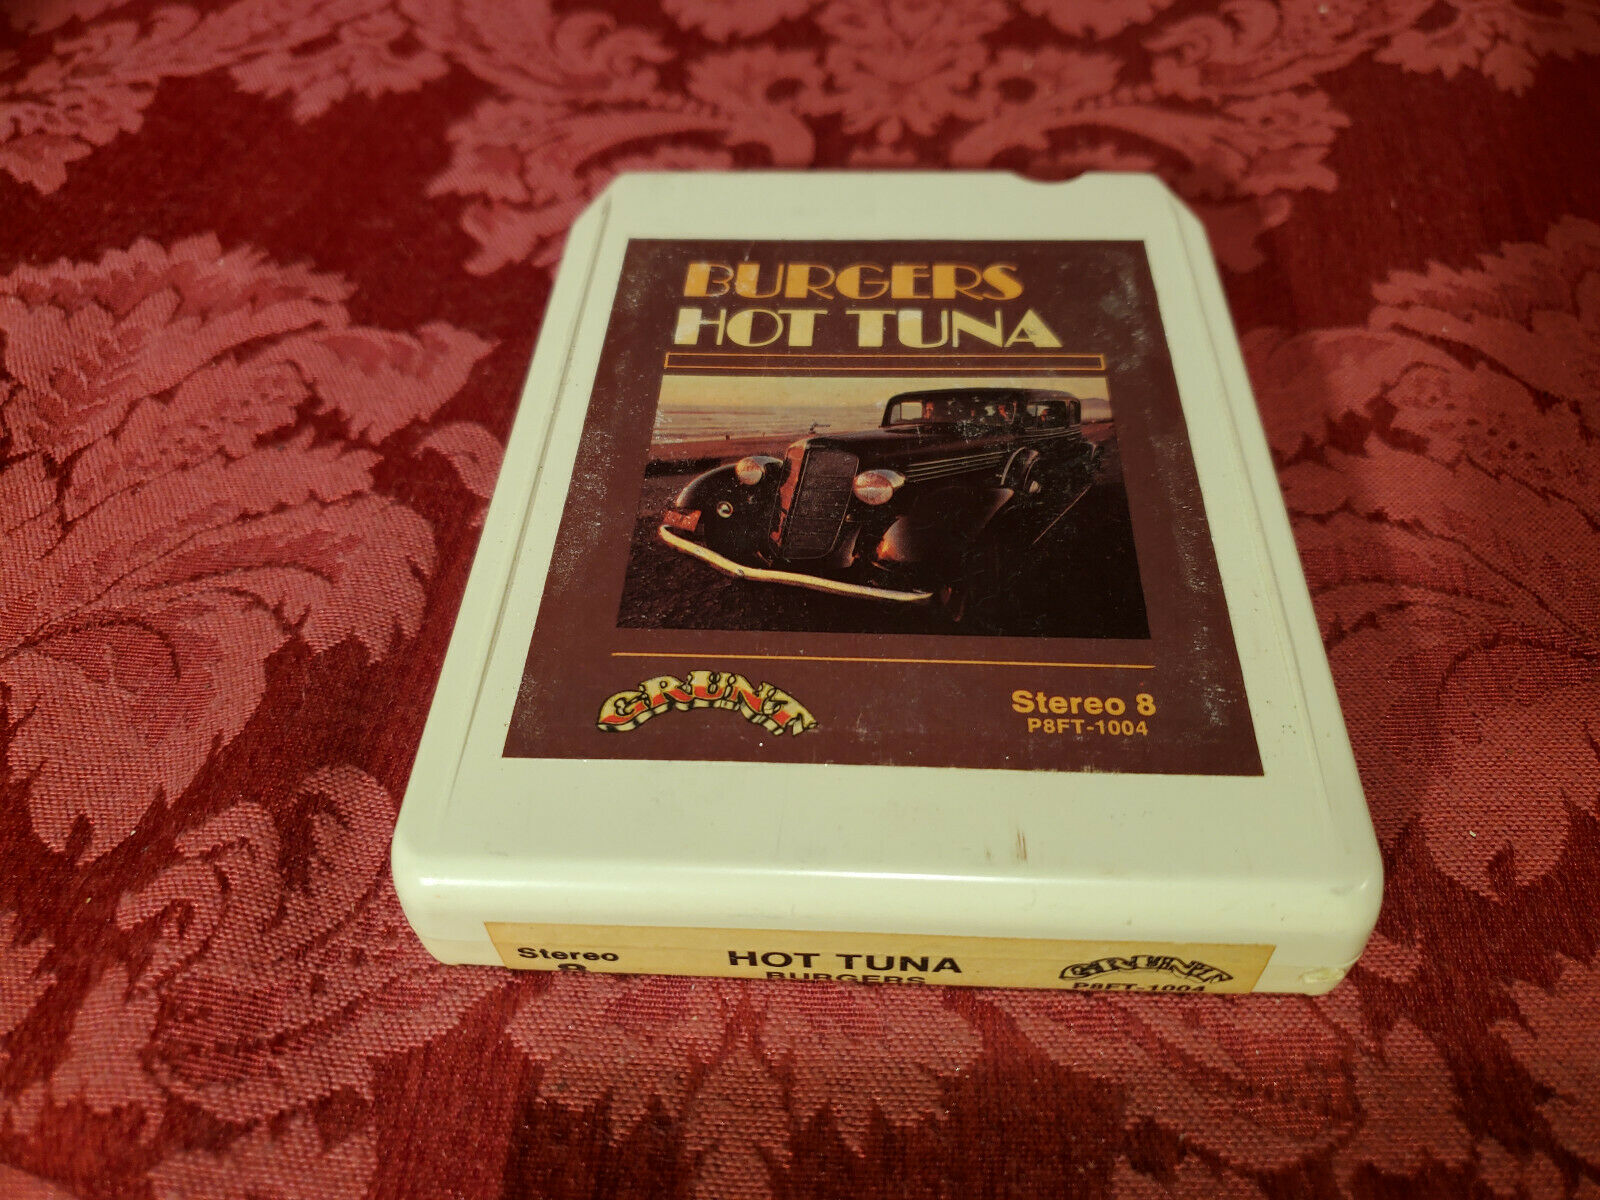 BURGERS
HOT TUNA
GRUNT
Stereo 8
P8FT-1004
Stereo
8
HOT TUNA
BURGERS
GRUNT
P8FT-1004